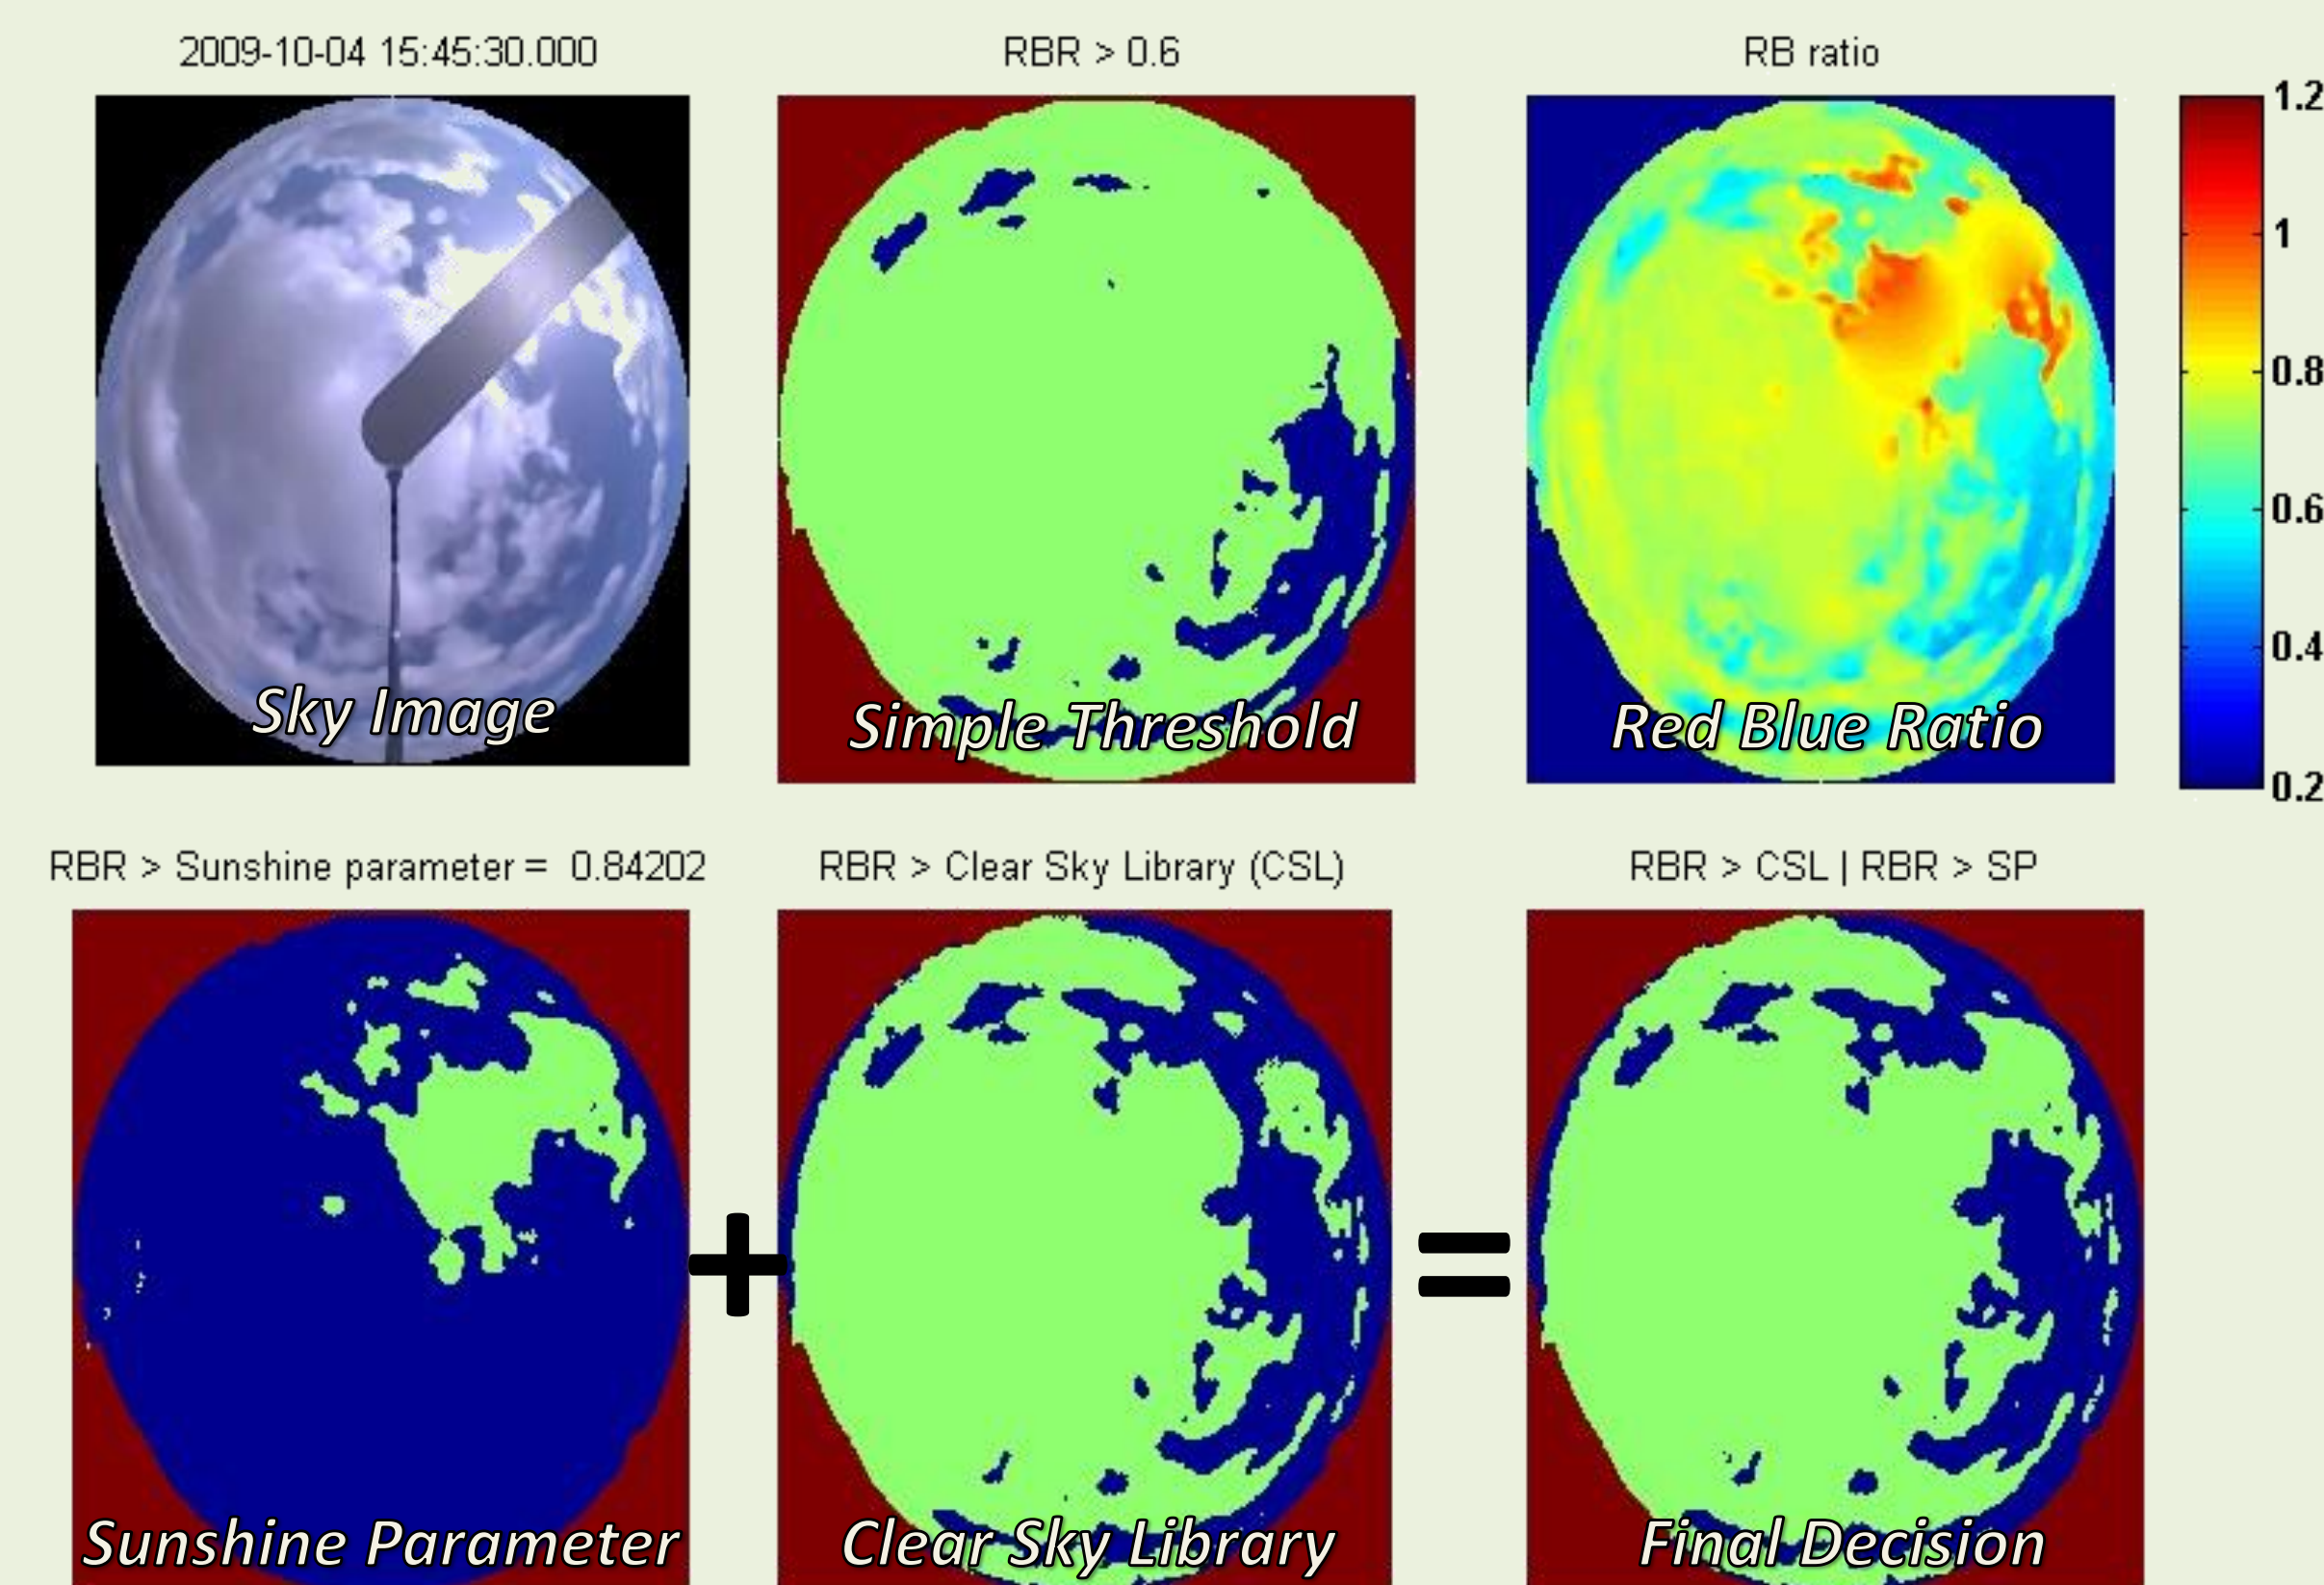 2009-10-04 15:45:30.000
RBR > 0.6
RB ratio
1.2
1
0.8
0.6
0.4
0.2
Sky Image
Simple Threshold
Red Blue Ratio
RBR > Sunshine parameter = 0.84202
RBR > Clear Sky Library (CSL)
RBR > CSL | RBR > SP
+
=
Sunshine Parameter
Clear Sky Library
Final Decision